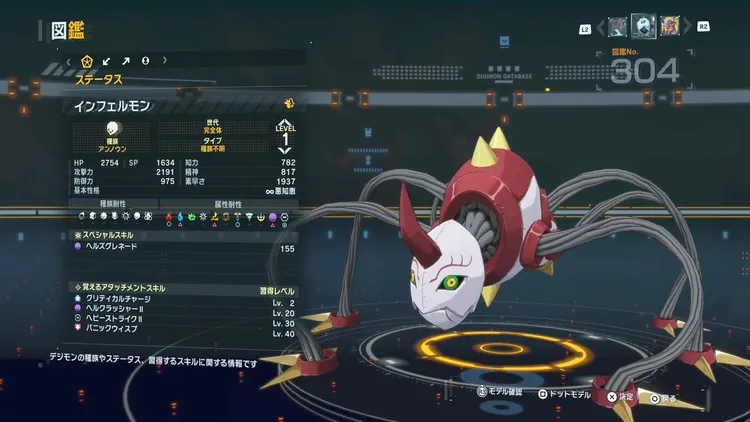 図鑑
L2
R2
図鑑No.
304
DIGIMON DATABASE
ステータス
インフェルモン
種族
アンノウン
世代
完全体
タイプ
種族不明
LEVEL
1
HP 2754 SP 1634 知力 782
攻撃力 2191 精神 817
防御力 975 素早さ 1937
基本性格 悪知恵
種族耐性 属性耐性
スペシャルスキル
ヘルズグレネード 155
覚えるアタッチメントスキル 習得レベル
クリティカルチャージ Lv. 2
ヘルクラッシャーII Lv. 20
ヘビーストライクII Lv. 30
パニックウィスプ Lv. 40
デジモンの種族やステータス、習得するスキルに関する情報です
モデル確認
ドットモデル
決定
戻る